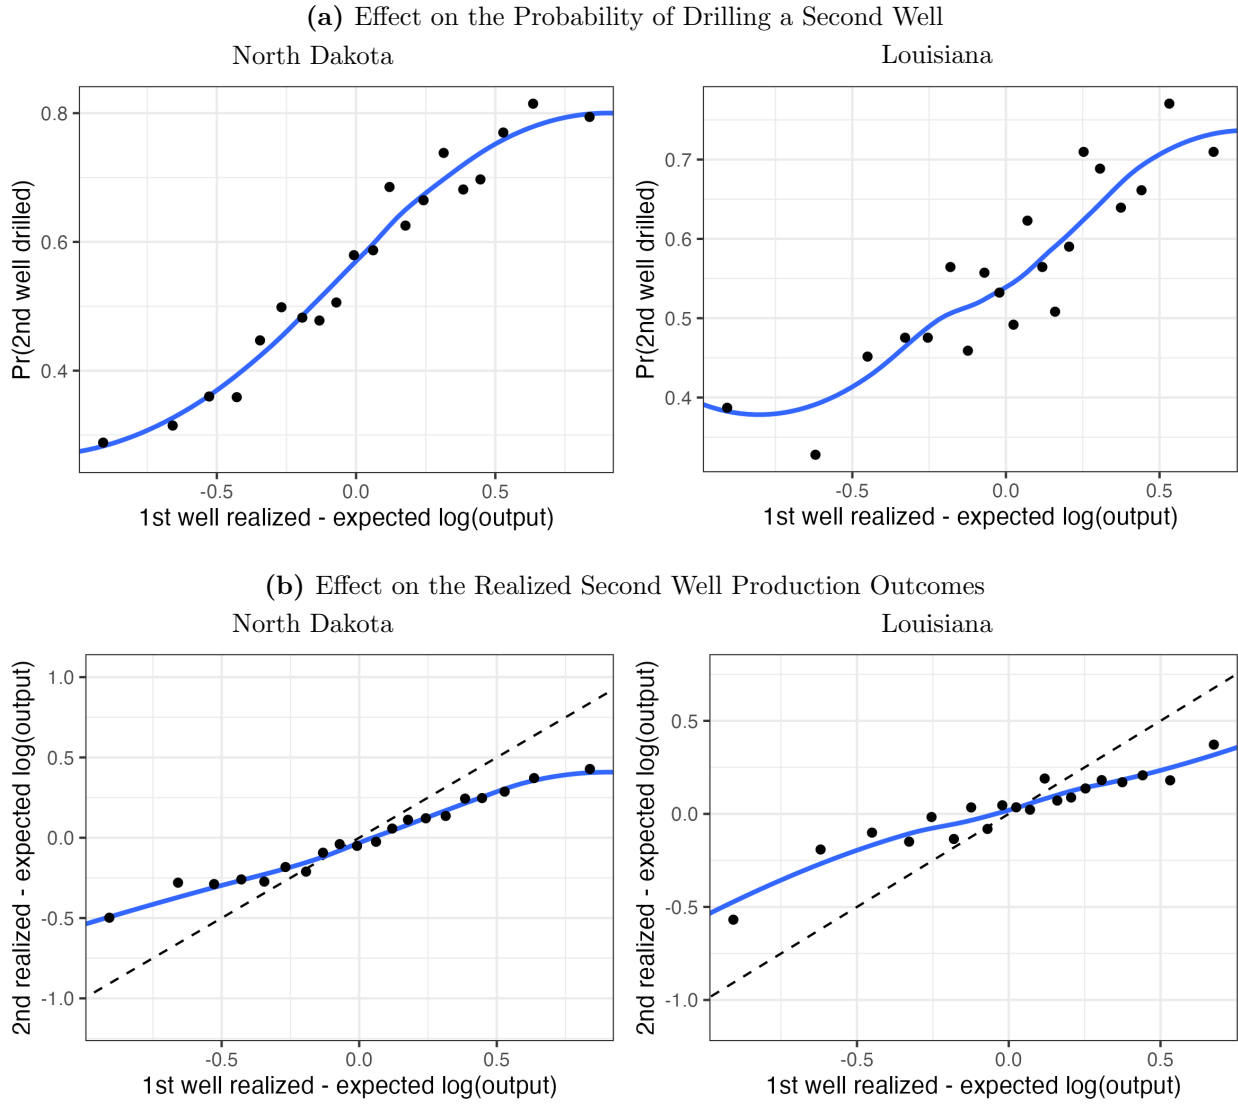 (a) Effect on the Probability of Drilling a Second Well
North Dakota
Louisiana
Pr(2nd well drilled)
0.8
0.6
0.4
-0.5 0.0 0.5
1st well realized - expected log(output)
Pr(2nd well drilled)
0.7
0.6
0.5
0.4
-0.5 0.0 0.5
1st well realized - expected log(output)
(b) Effect on the Realized Second Well Production Outcomes
North Dakota
Louisiana
2nd realized - expected log(output)
1.0
0.5
0.0
-0.5
-1.0
-0.5 0.0 0.5
1st well realized - expected log(output)
2nd realized - expected log(output)
0.5
0.0
-0.5
-1.0
-0.5 0.0 0.5
1st well realized - expected log(output)